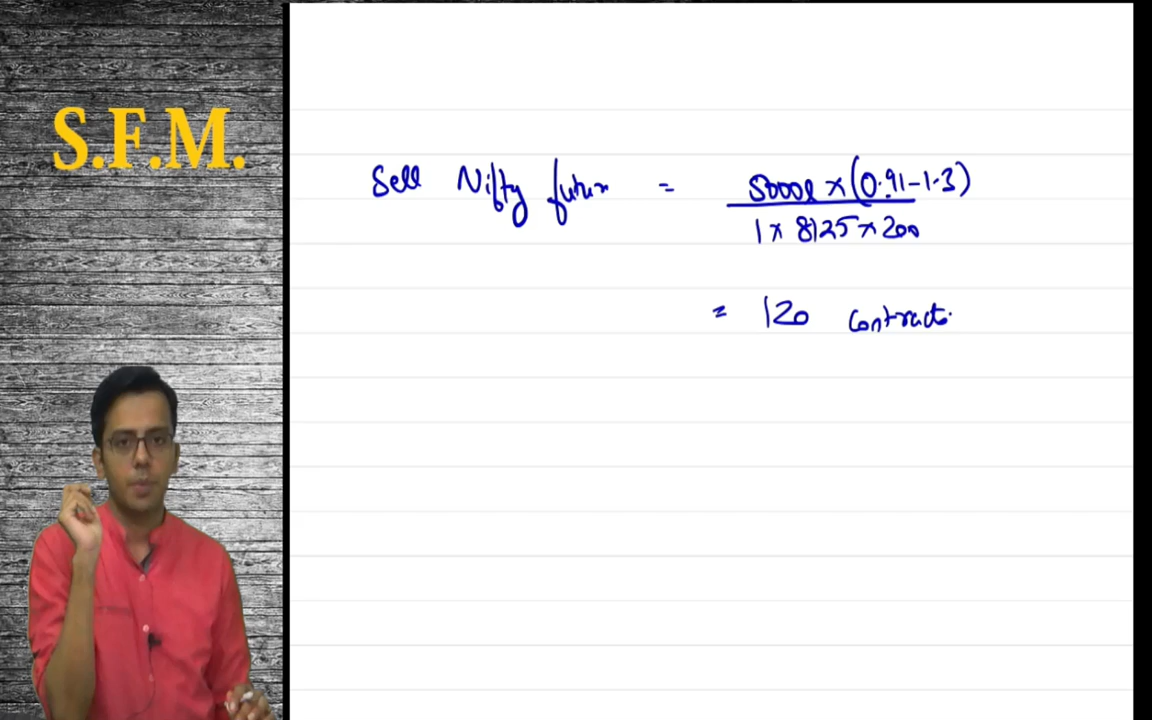 S.F.M.
Sell Nifty future = 5000l × (0.91-1.3)
1 × 8125 × 200
= 120 contracts.